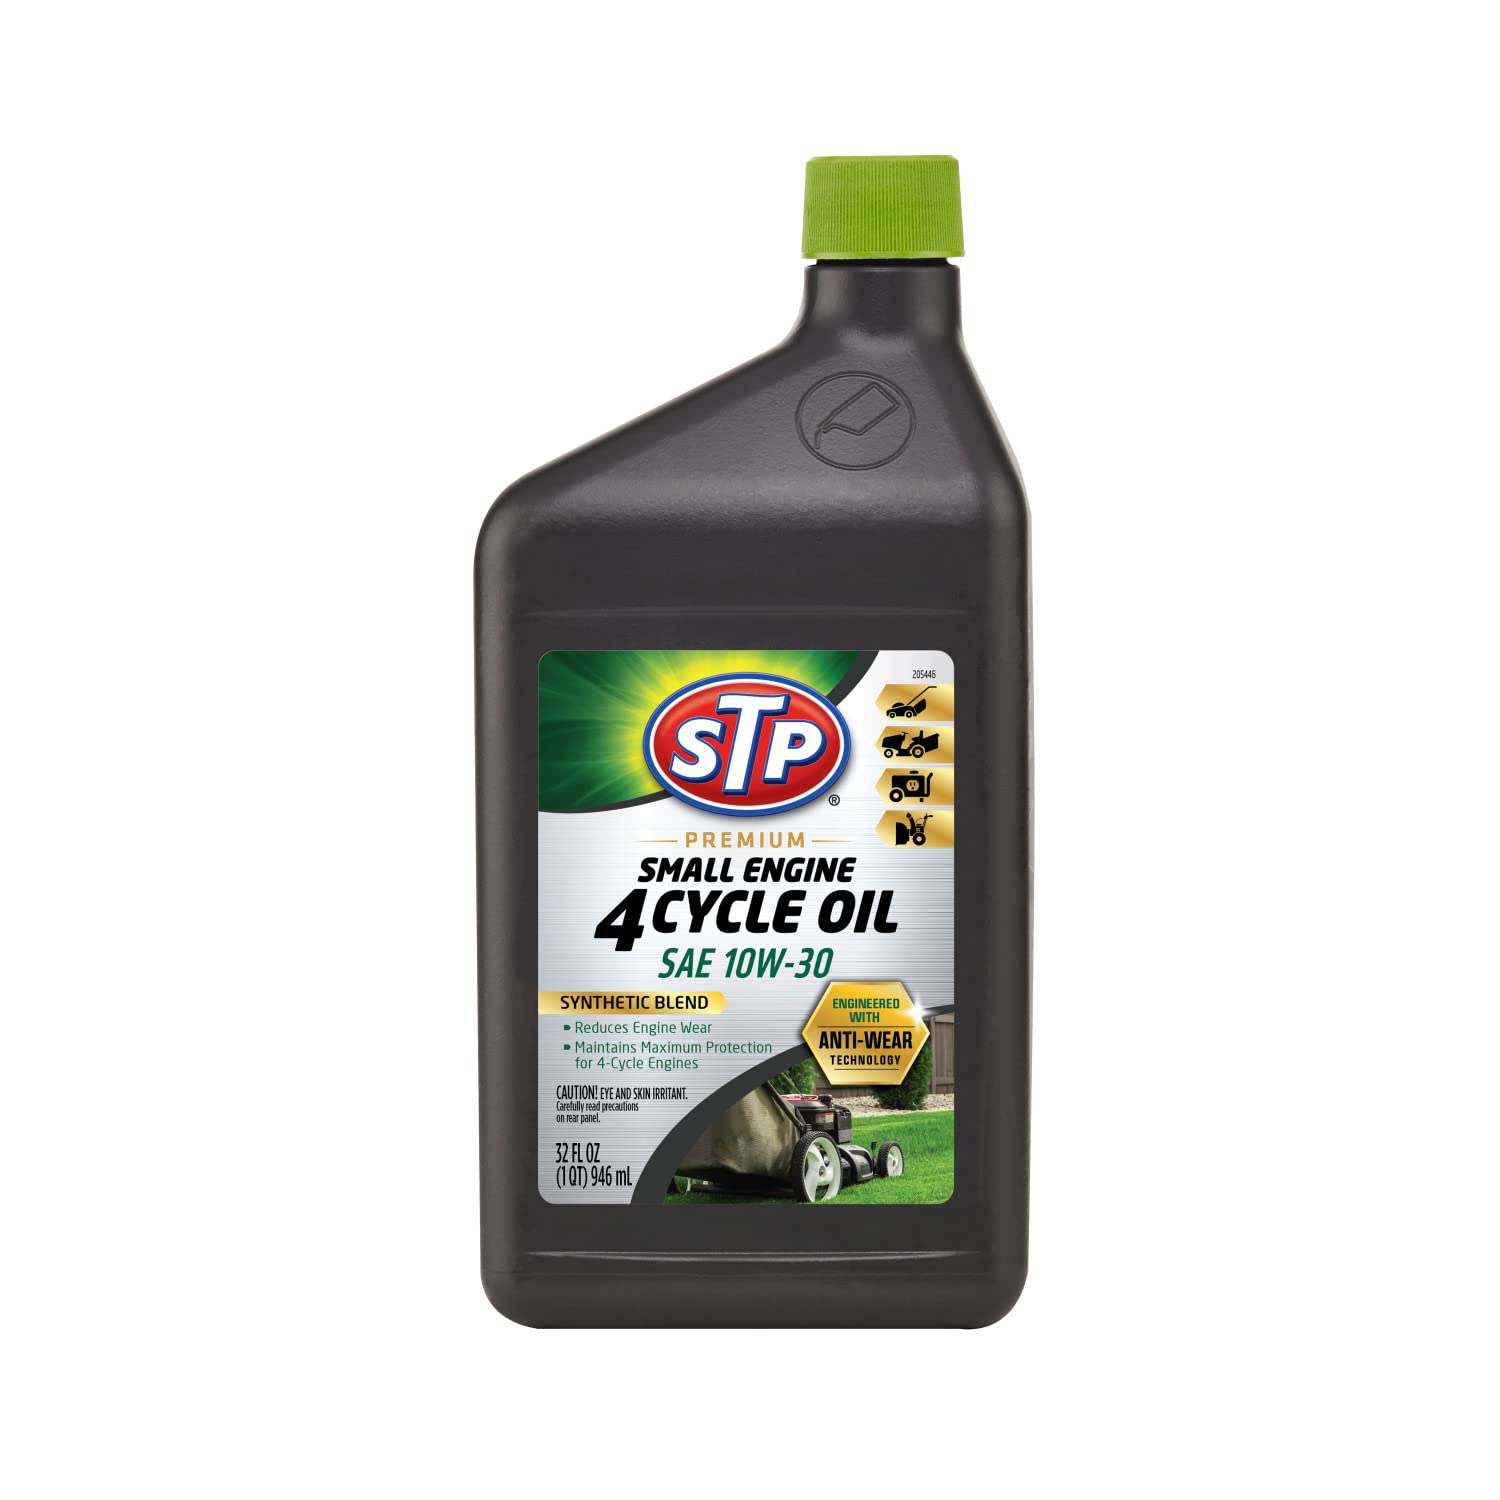 205446
STP
®
PREMIUM
SMALL ENGINE
4 CYCLE OIL
SAE 10W-30
SYNTHETIC BLEND
Reduces Engine Wear
Maintains Maximum Protection
for 4-Cycle Engines
ENGINEERED
WITH
ANTI-WEAR
TECHNOLOGY
CAUTION! EYE AND SKIN IRRITANT.
Carefully read precautions
on rear panel.
32 FL OZ
(1 QT) 946 mL